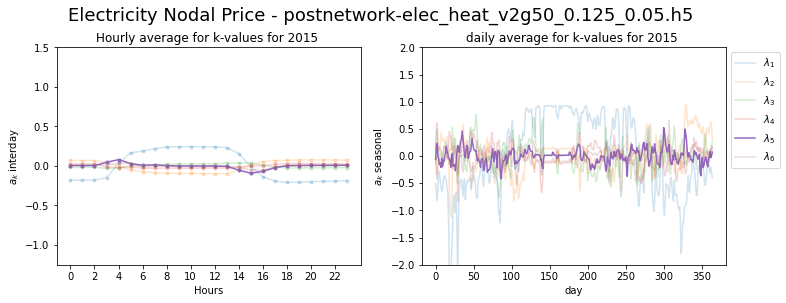 Electricity Nodal Price - postnetwork-elec_heat_v2g50_0.125_0.05.h5
Hourly average for k-values for 2015
1.5
1.0
0.5
0.0
−0.5
−1.0
a_k interday
0 2 4 6 8 10 12 14 16 18 20 22
Hours
daily average for k-values for 2015
2.0
1.5
1.0
0.5
0.0
−0.5
−1.0
−1.5
−2.0
a_k seasonal
0 50 100 150 200 250 300 350
day
λ₁
λ₂
λ₃
λ₄
λ₅
λ₆